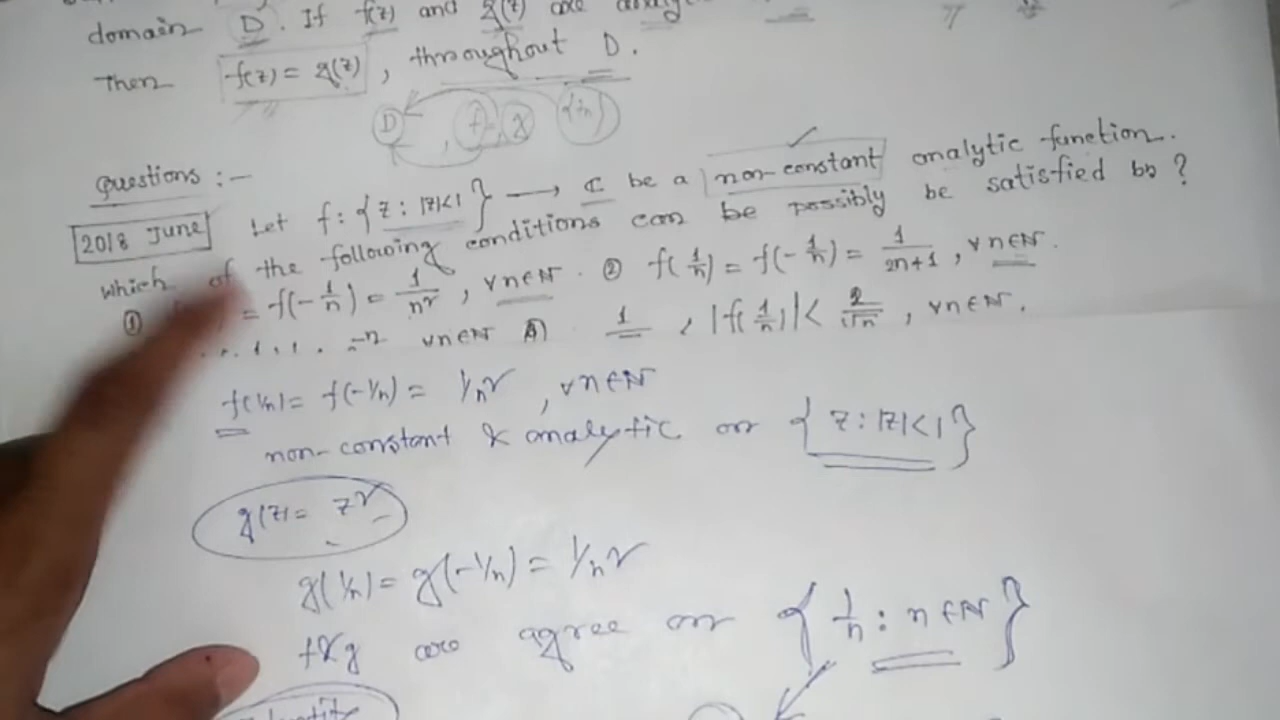 domain D. If f(z) and g(z) are
Then f(z) = g(z), throughout D.
D , f , g {1/n}
Questions :-
2018 June Let f: {z: |z|<1} → C be a non-constant analytic function.
which of the following conditions can be possibly be satisfied by ?
① = f(-1/n) = 1/n², ∀n∈N. ② f(1/n) = f(-1/n) = 1/2n+1, ∀n∈N.
∀n∈N , |f(1/n)| < 2/√n, ∀n∈N.
f(1/n) = f(-1/n) = 1/n², ∀n∈N
non-constant & analytic on {z: |z|<1}
g(z) = z²
g(1/n) = g(-1/n) = 1/n²
f & g are agree on {1/n : n∈N}